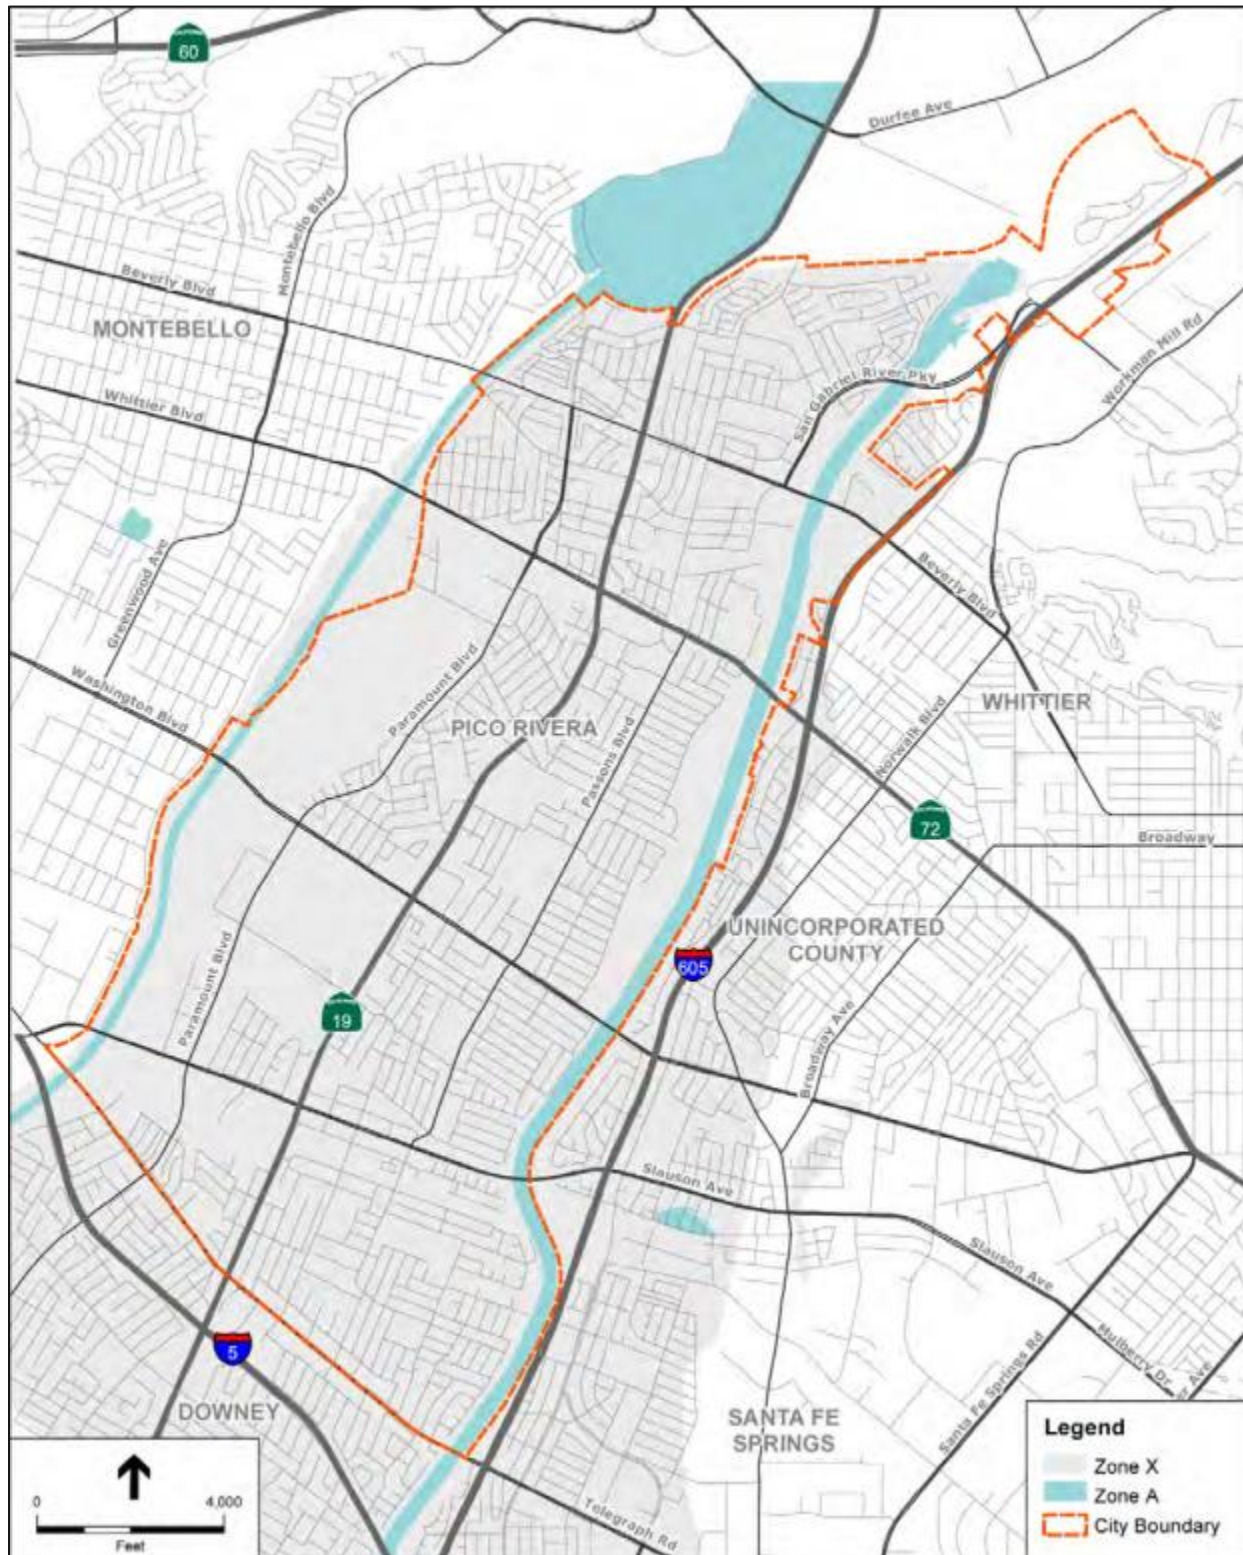 60
Durfee Ave
Montebello Blvd
Beverly Blvd
MONTEBELLO
Workman Mill Rd
San Gabriel River PKY
Whittier Blvd
Greenwood Ave
Beverly Blvd
Washington Blvd
Paramount Blvd
PICO RIVERA
Passons Blvd
Norwalk Blvd
WHITTIER
72
Broadway
UNINCORPORATED
COUNTY
605
Paramount Blvd
19
Broadway Ave
Slauson Ave
Slauson Ave
5
Mulberry Dr
er Ave
Santa Fe Springs Rd
DOWNEY
SANTA FE
SPRINGS
Telegraph Rd
0 4,000
Feet
Legend
Zone X
Zone A
City Boundary